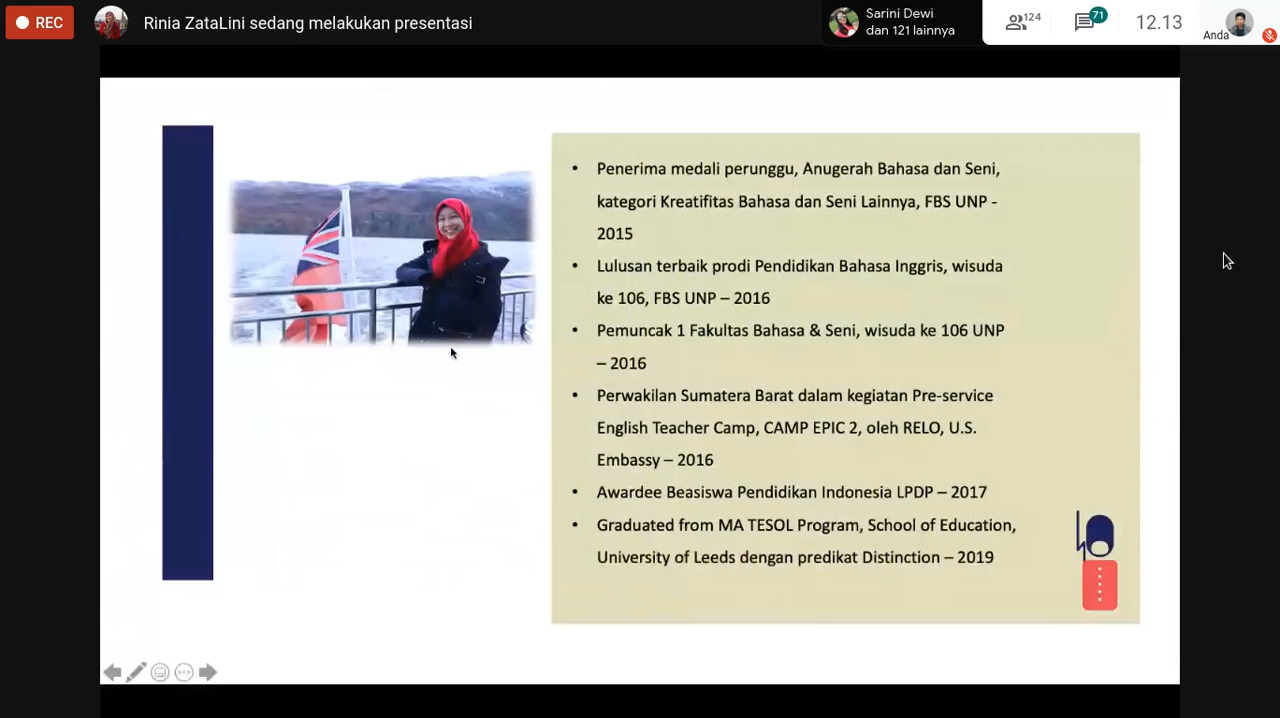 REC
Rinia ZataLini sedang melakukan presentasi
Sarini Dewi
dan 121 lainnya
124
71
12.13
Anda
• Penerima medali perunggu, Anugerah Bahasa dan Seni,
kategori Kreatifitas Bahasa dan Seni Lainnya, FBS UNP -
2015
• Lulusan terbaik prodi Pendidikan Bahasa Inggris, wisuda
ke 106, FBS UNP – 2016
• Pemuncak 1 Fakultas Bahasa & Seni, wisuda ke 106 UNP
– 2016
• Perwakilan Sumatera Barat dalam kegiatan Pre-service
English Teacher Camp, CAMP EPIC 2, oleh RELO, U.S.
Embassy – 2016
• Awardee Beasiswa Pendidikan Indonesia LPDP – 2017
• Graduated from MA TESOL Program, School of Education,
University of Leeds dengan predikat Distinction – 2019